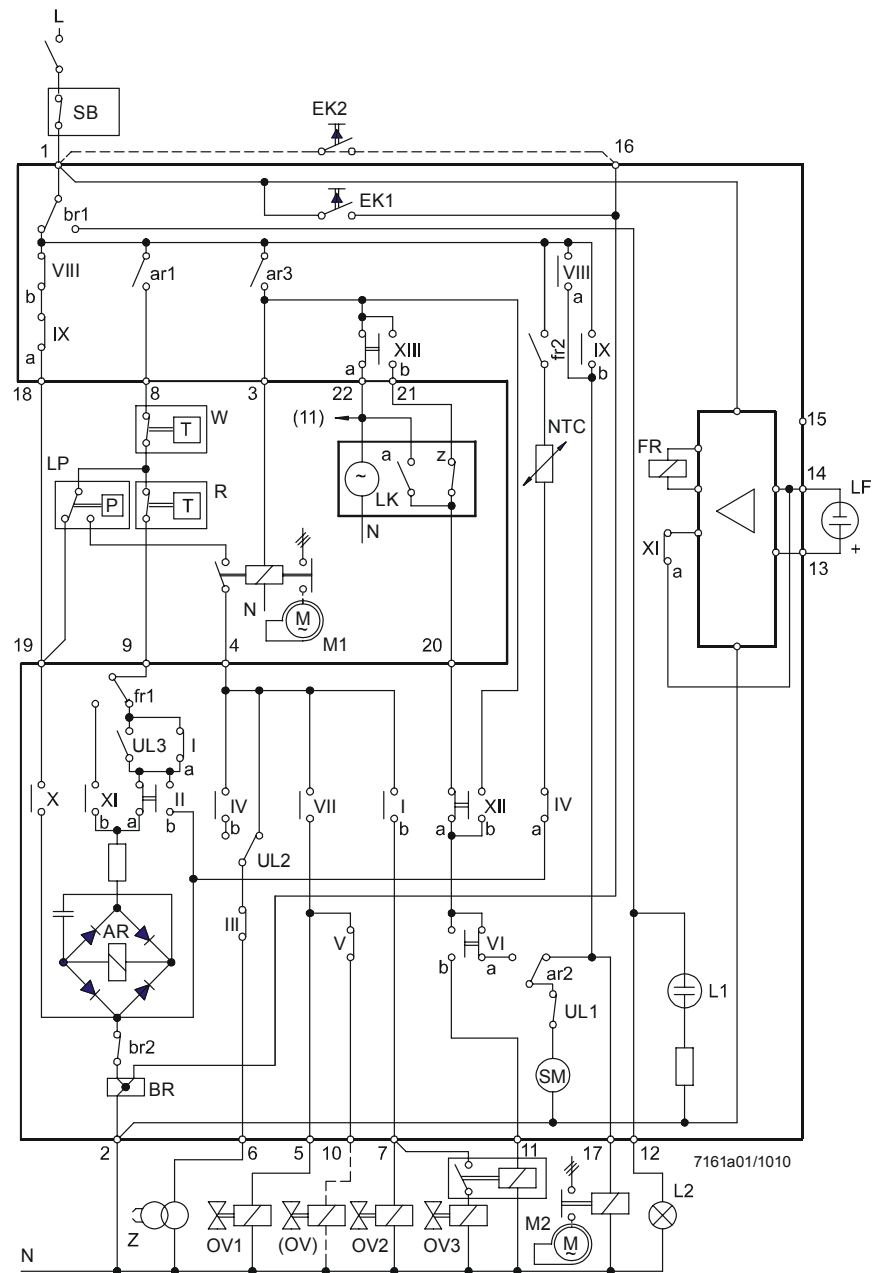 L
SB
EK2
1
16
EK1
br1
VIII
ar1
ar3
VIII
b
a
fr2
IX
XIII
IX
a
a
b
b
18
8
3
22
21
15
W
T
(11)
NTC
FR
14
LF
LP
a
z
P
R
T
~
LK
N
XI
a
+
13
N
M
~
M1
19
9
4
20
fr1
UL3
I
a
X
XI
II
IV
VII
I
XII
IV
b
a
b
b
b
a
b
a
UL2
III
AR
V
VI
b
a
ar2
L1
UL1
br2
SM
BR
2
6
5
10
7
11
17
12
7161a01/1010
L2
Z
OV1
(OV)
OV2
OV3
M2
M
~
N